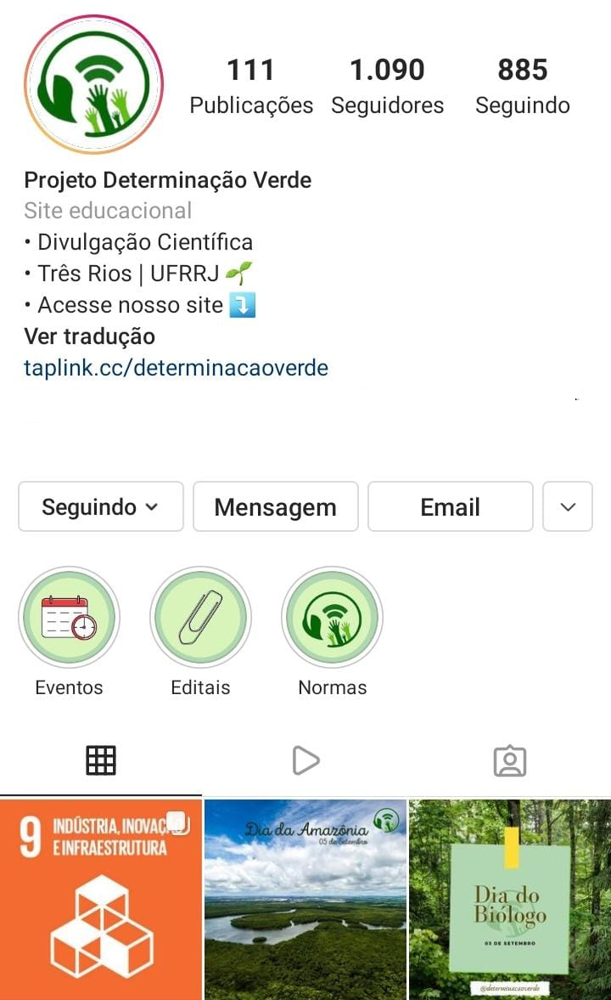 111 1.090 885
Publicações Seguidores Seguindo
Projeto Determinação Verde
Site educacional
• Divulgação Científica
• Três Rios | UFRRJ
• Acesse nosso site
Ver tradução
taplink.cc/determinacaoverde
Seguindo Mensagem Email
Eventos Editais Normas
9 INDÚSTRIA,
E INFRAESTRUTURA
Dia da Amazônia
05 de Setembro
Dia do
Biólogo
03 DE SETEMBRO
@determinacaoverde